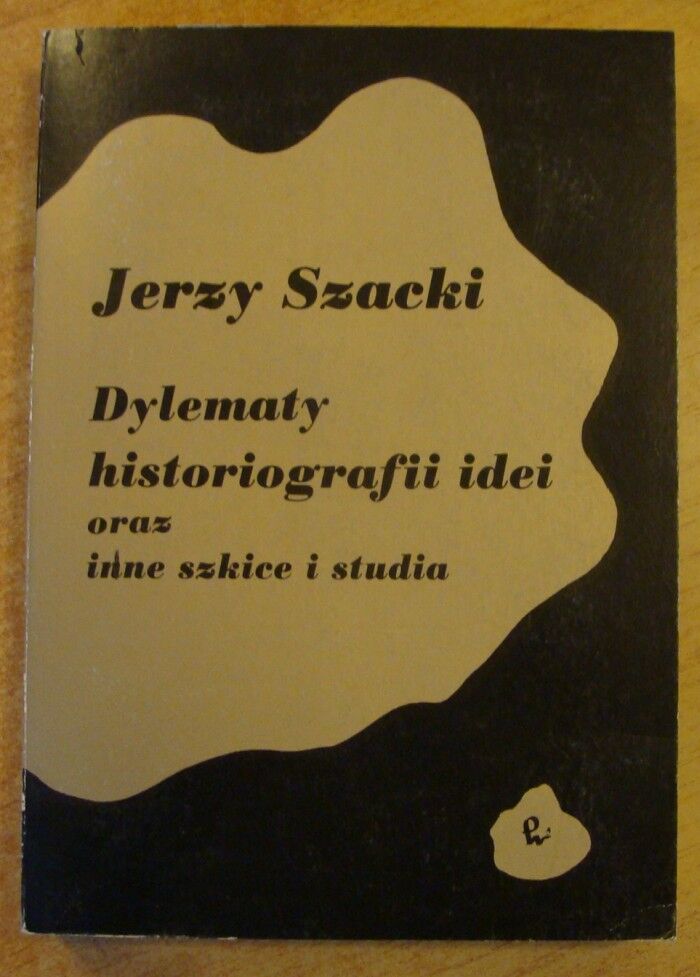 Jerzy Szacki
Dylematy
historiografii idei
oraz
inne szkice i studia